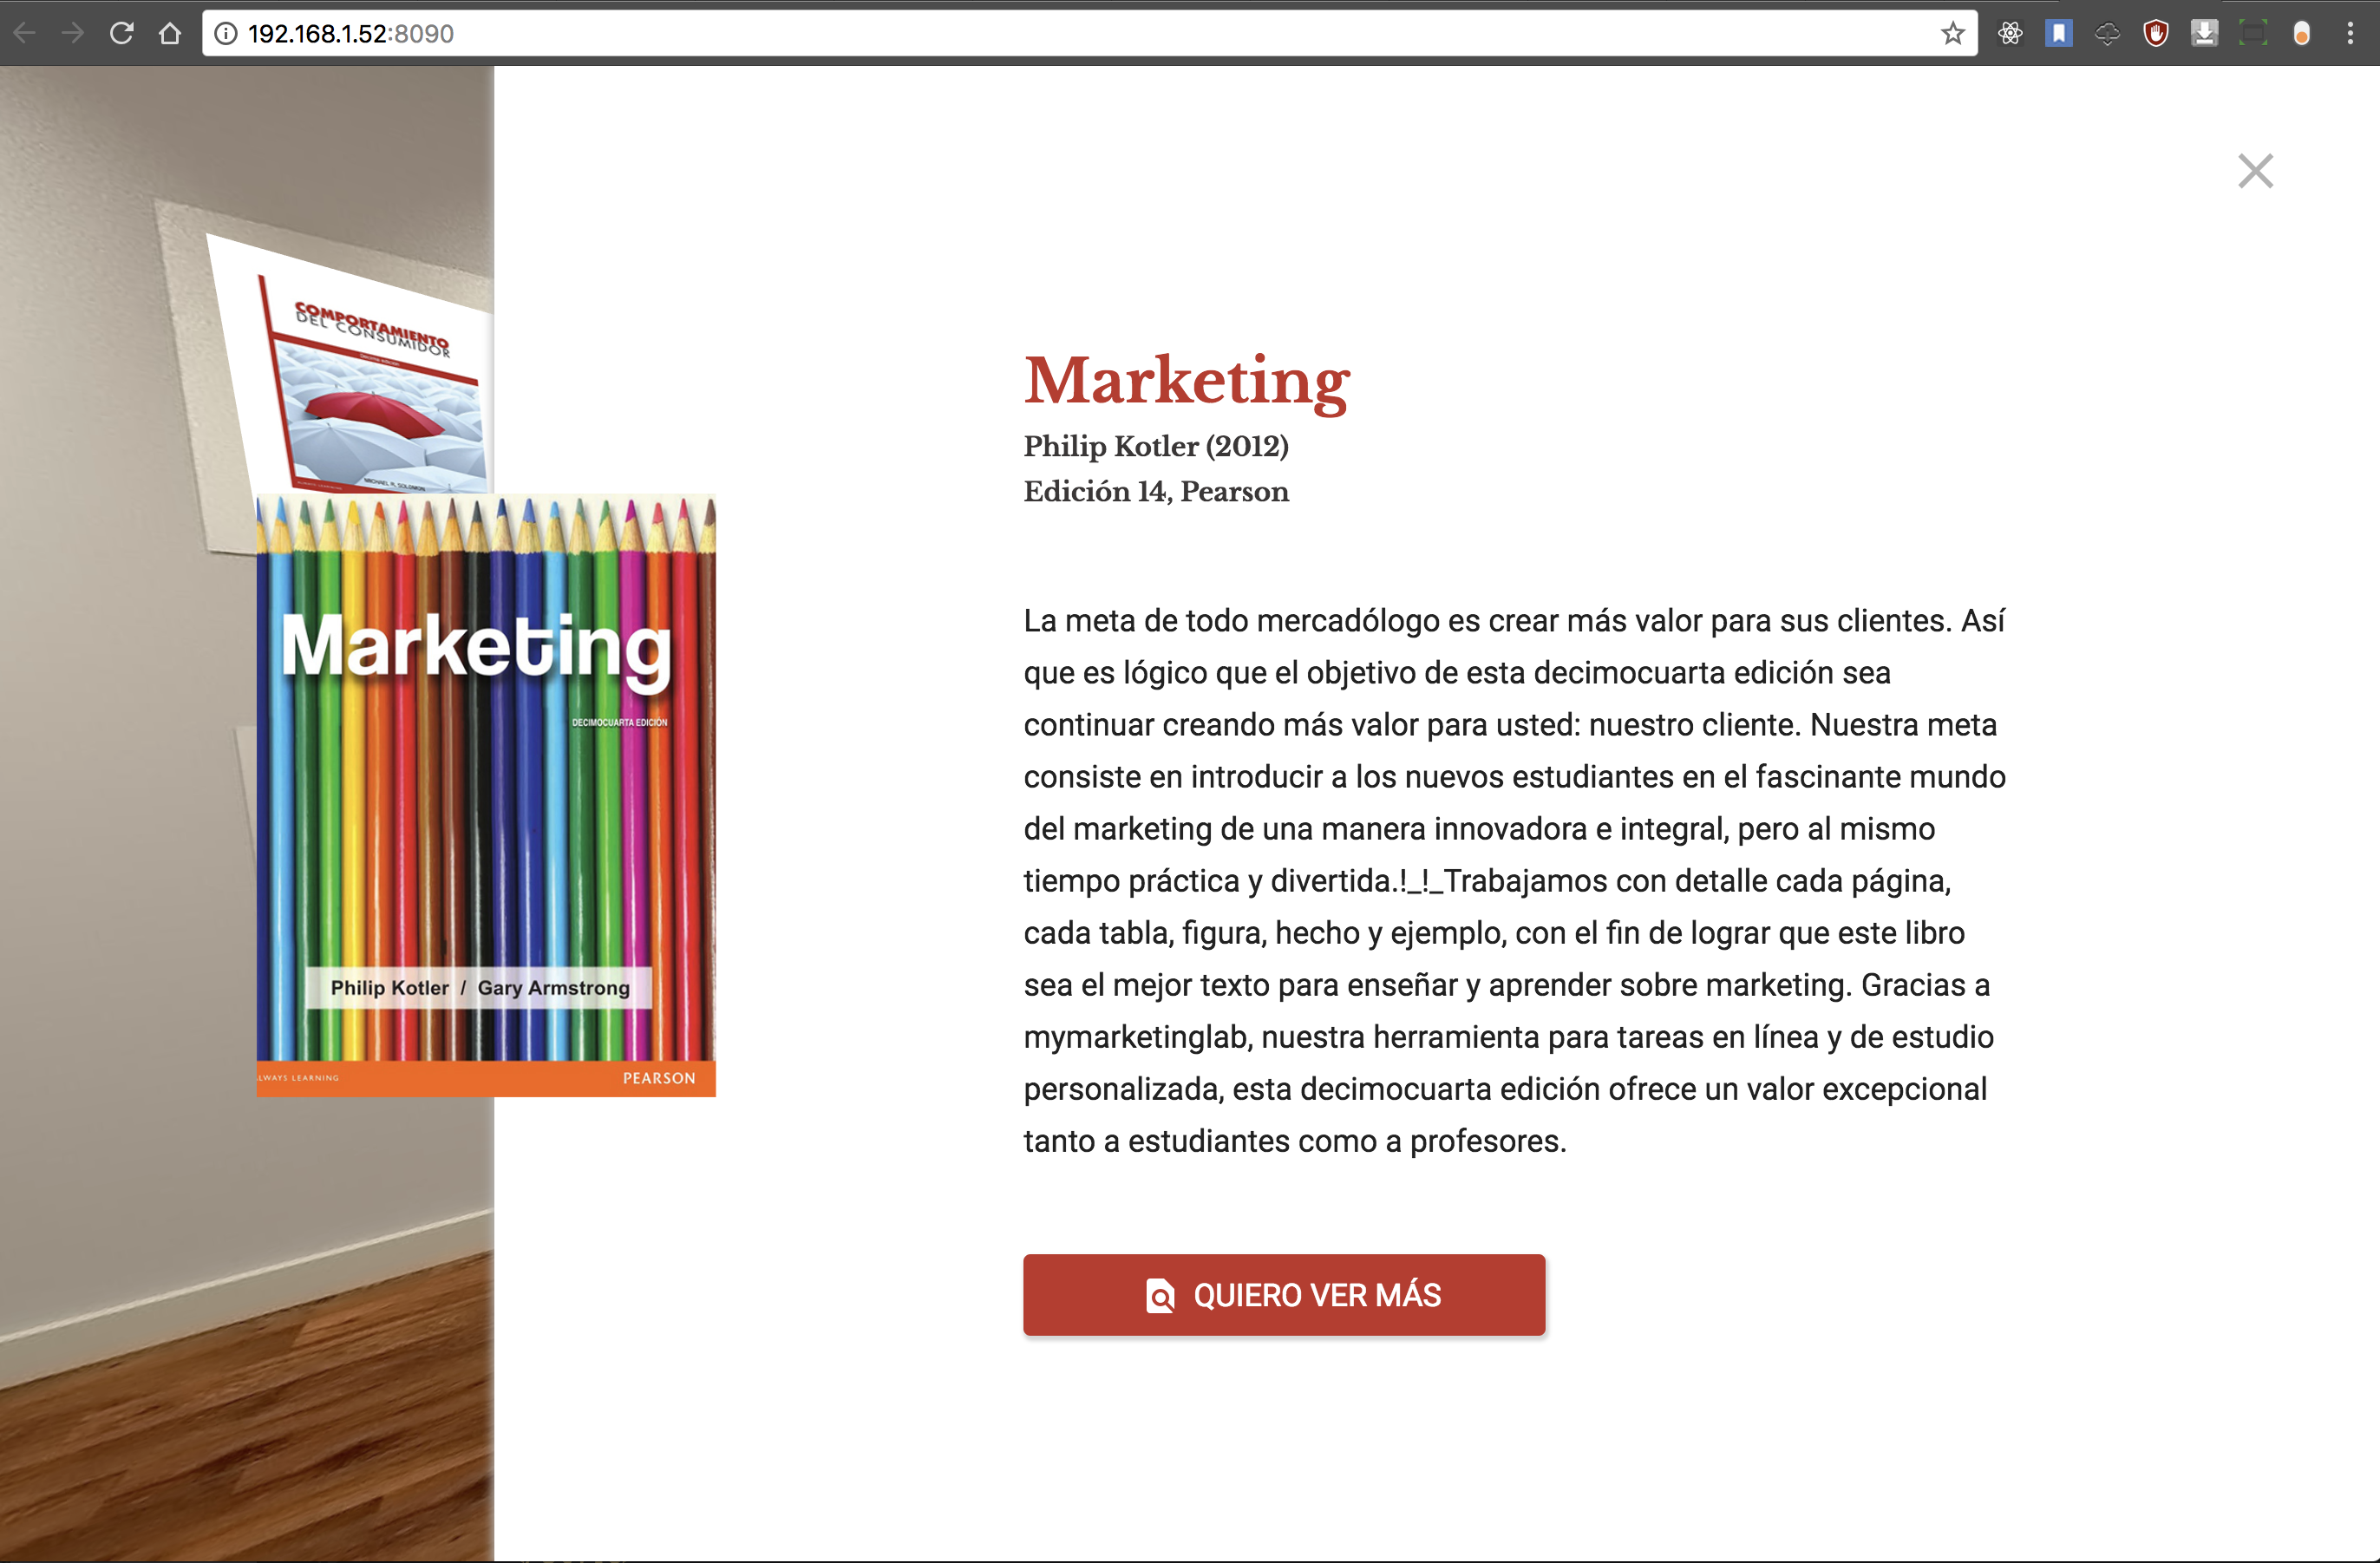 192.168.1.52:8090
COMPORTAMIENTO
DEL CONSUMIDOR
MICHAEL R. SOLOMON
Marketing
DECIMOCUARTA EDICIÓN
Philip Kotler / Gary Armstrong
LWAYS LEARNING
PEARSON
Marketing
Philip Kotler (2012)
Edición 14, Pearson
La meta de todo mercadólogo es crear más valor para sus clientes. Así
que es lógico que el objetivo de esta decimocuarta edición sea
continuar creando más valor para usted: nuestro cliente. Nuestra meta
consiste en introducir a los nuevos estudiantes en el fascinante mundo
del marketing de una manera innovadora e integral, pero al mismo
tiempo práctica y divertida.!_!_Trabajamos con detalle cada página,
cada tabla, figura, hecho y ejemplo, con el fin de lograr que este libro
sea el mejor texto para enseñar y aprender sobre marketing. Gracias a
mymarketinglab, nuestra herramienta para tareas en línea y de estudio
personalizada, esta decimocuarta edición ofrece un valor excepcional
tanto a estudiantes como a profesores.
QUIERO VER MÁS